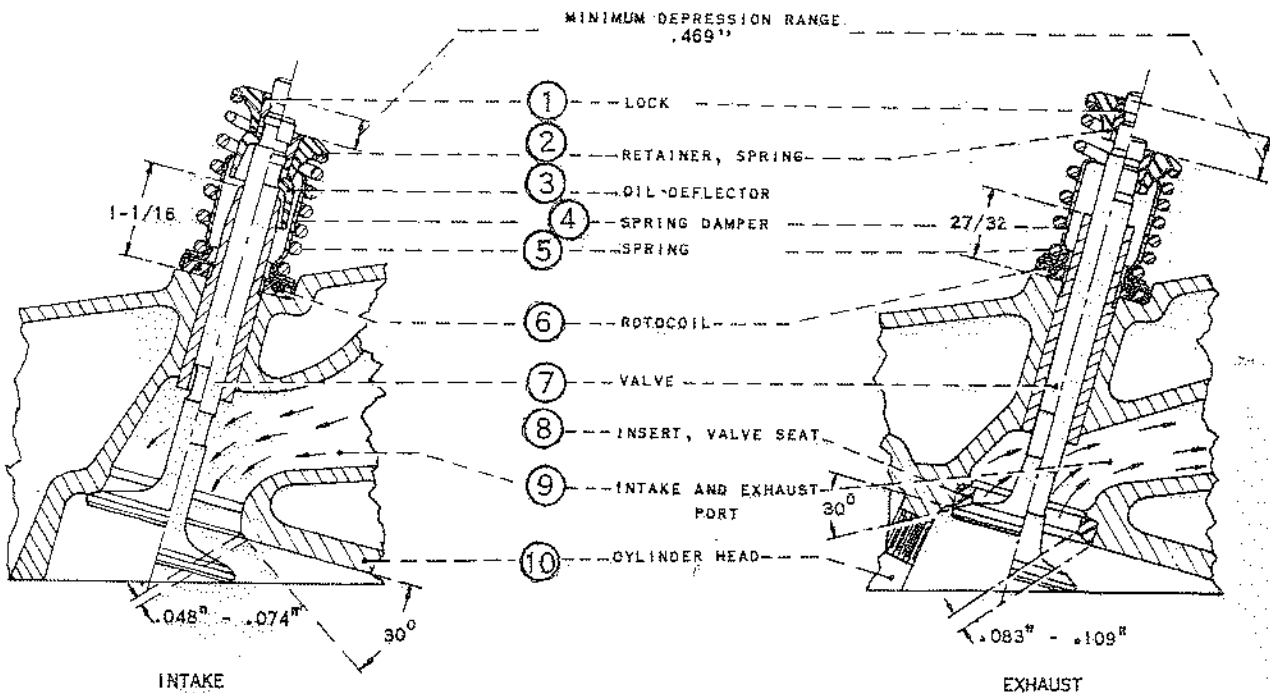 MINIMUM DEPRESSION RANGE
.469"
1 LOCK
2 RETAINER, SPRING
3 OIL DEFLECTOR
4 SPRING DAMPER
5 SPRING
6 ROTOCOIL
7 VALVE
8 INSERT, VALVE SEAT
9 INTAKE AND EXHAUST
PORT
10 CYLINDER HEAD
1-1/16
27/32
30°
.048" - .074"
30°
.083" - .109"
INTAKE
EXHAUST